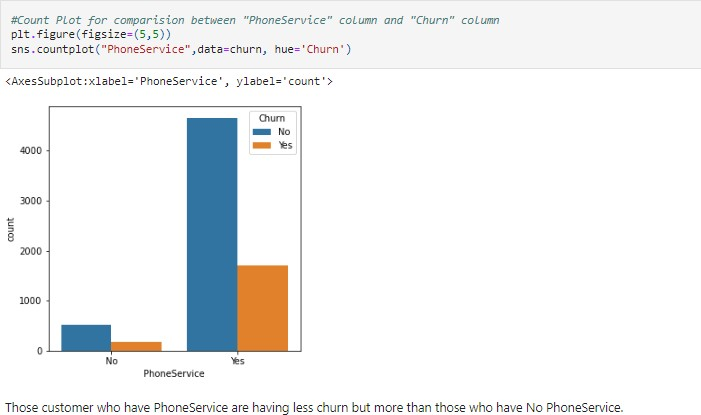 #Count Plot for comparision between "PhoneService" column and "Churn" column
plt.figure(figsize=(5,5))
sns.countplot("PhoneService",data=churn, hue='Churn')
<AxesSubplot:xlabel='PhoneService', ylabel='count'>
Churn
No
Yes
4000
3000
2000
1000
0
count
No Yes
PhoneService
Those customer who have PhoneService are having less churn but more than those who have No PhoneService.